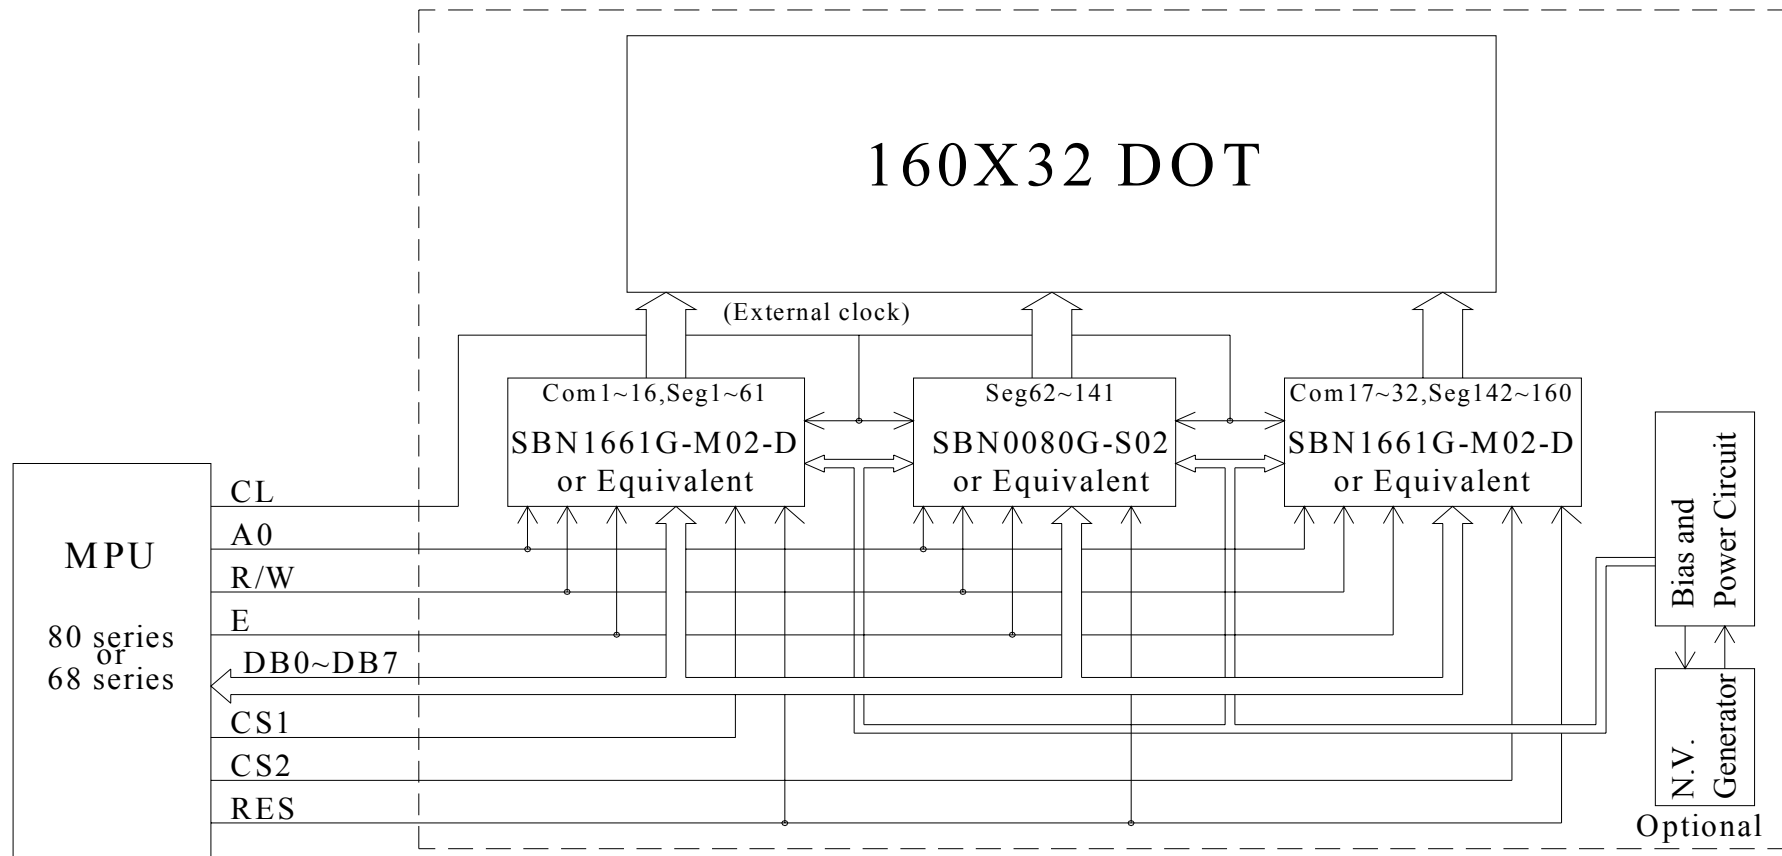 160X32 DOT
(External clock)
Com1~16,Seg1~61
SBN1661G-M02-D
or Equivalent
Seg62~141
SBN0080G-S02
or Equivalent
Com17~32,Seg142~160
SBN1661G-M02-D
or Equivalent
MPU
80 series
or
68 series
CL
A0
R/W
E
DB0~DB7
CS1
CS2
RES
Bias and
Power Circuit
N.V.
Generator
Optional